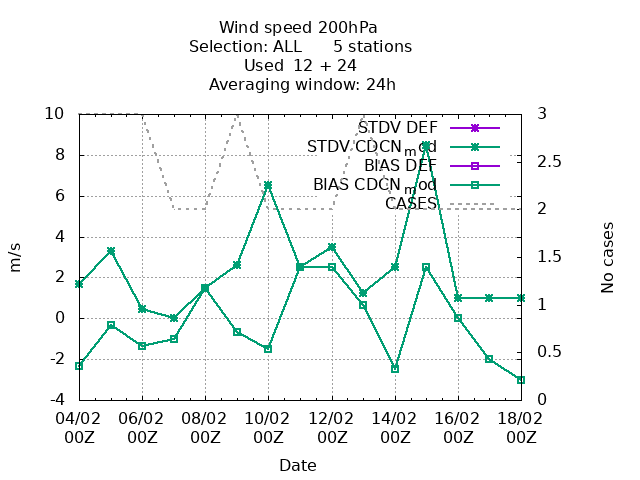 Wind speed 200hPa
Selection: ALL      5 stations
Used  12 + 24
Averaging window: 24h
10 3
STDV DEF
STDV CDCNmod
8 2.5
BIAS DEF
BIAS CDCNmod
6 2
CASES
4 1.5
2 1
0
-2 0.5
-4 0
m/s
No cases
04/02 06/02 08/02 10/02 12/02 14/02 16/02 18/02
00Z 00Z 00Z 00Z 00Z 00Z 00Z 00Z
Date